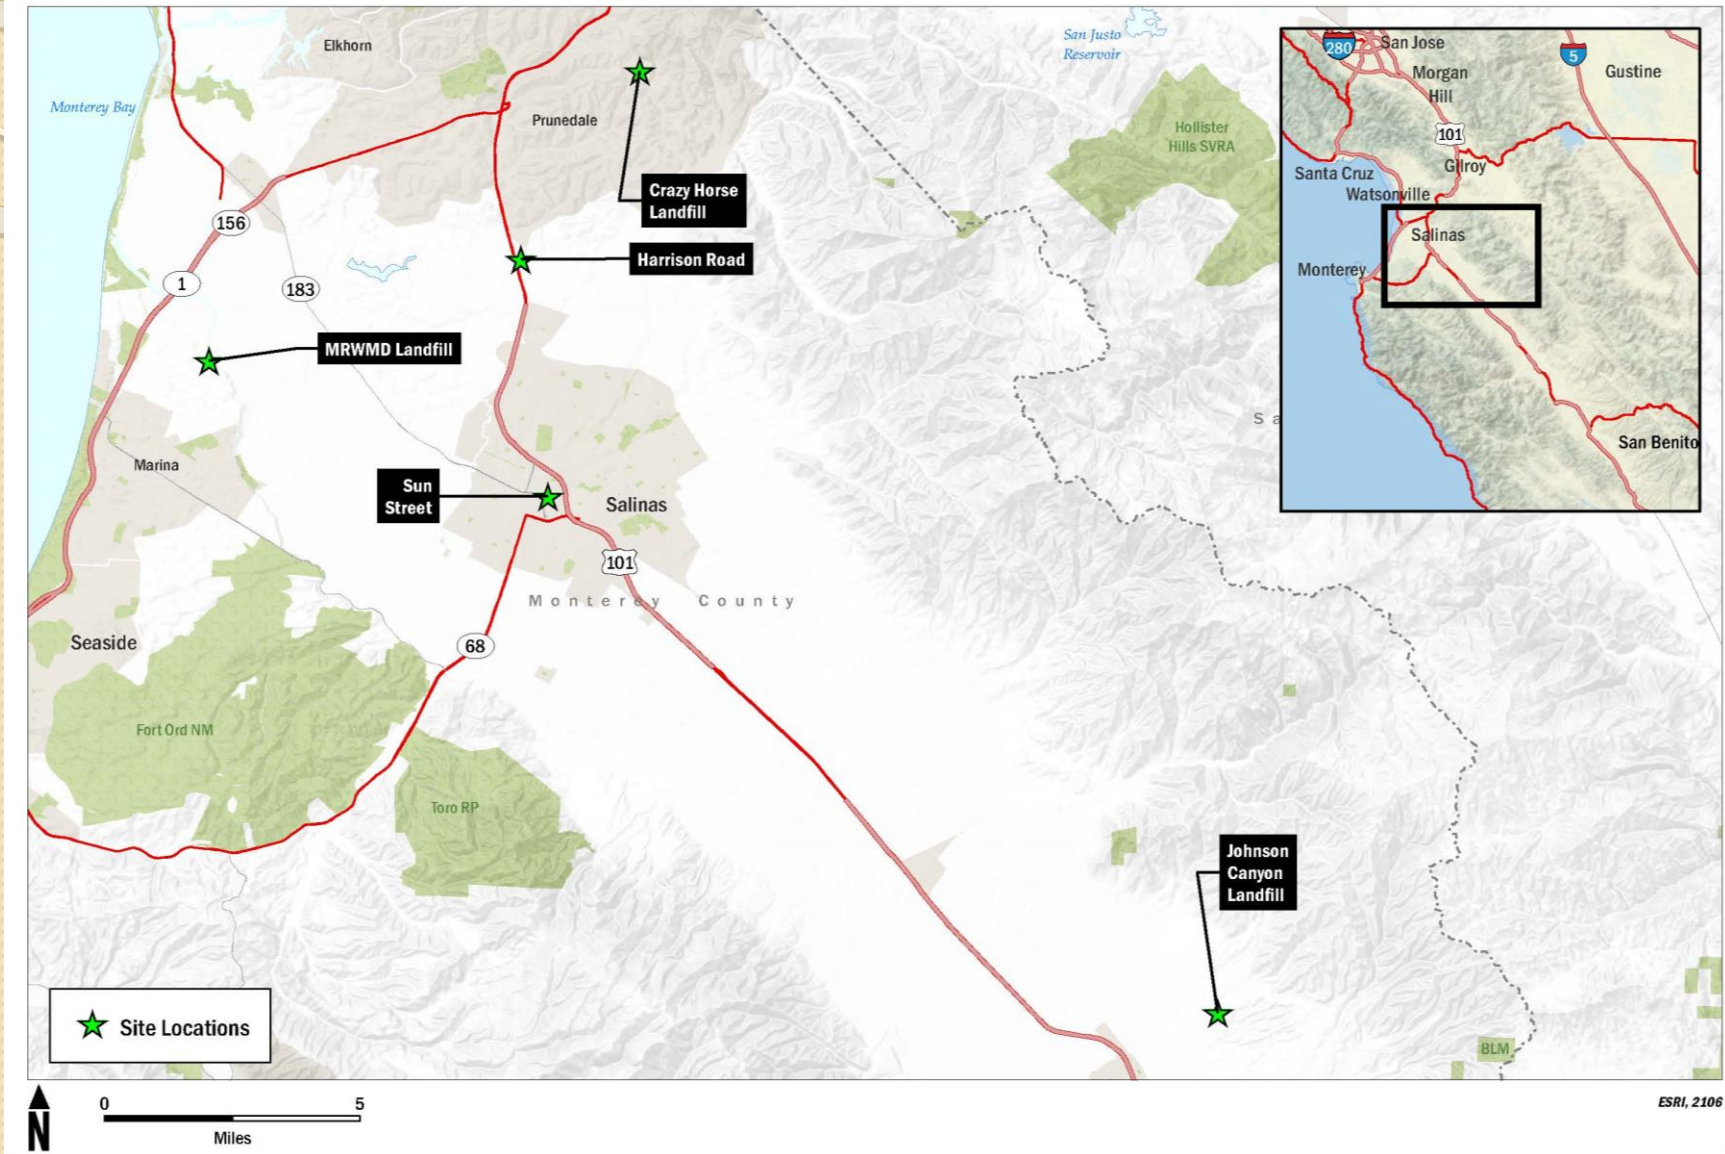 Elkhorn
Monterey Bay
Prunedale
San Justo
Reservoir
Hollister
Hills SVRA
Crazy Horse
Landfill
Harrison Road
156
1
183
MRWMD Landfill
Marina
Sun
Street
Salinas
101
Monterey County
Seaside
68
Fort Ord NM
Toro RP
Sa
Johnson
Canyon
Landfill
BLM
280
San Jose
5
Gustine
Morgan
Hill
101
Gilroy
Santa Cruz
Watsonville
Salinas
Monterey
San Benito
Site Locations
N
0 5
Miles
ESRI, 2106